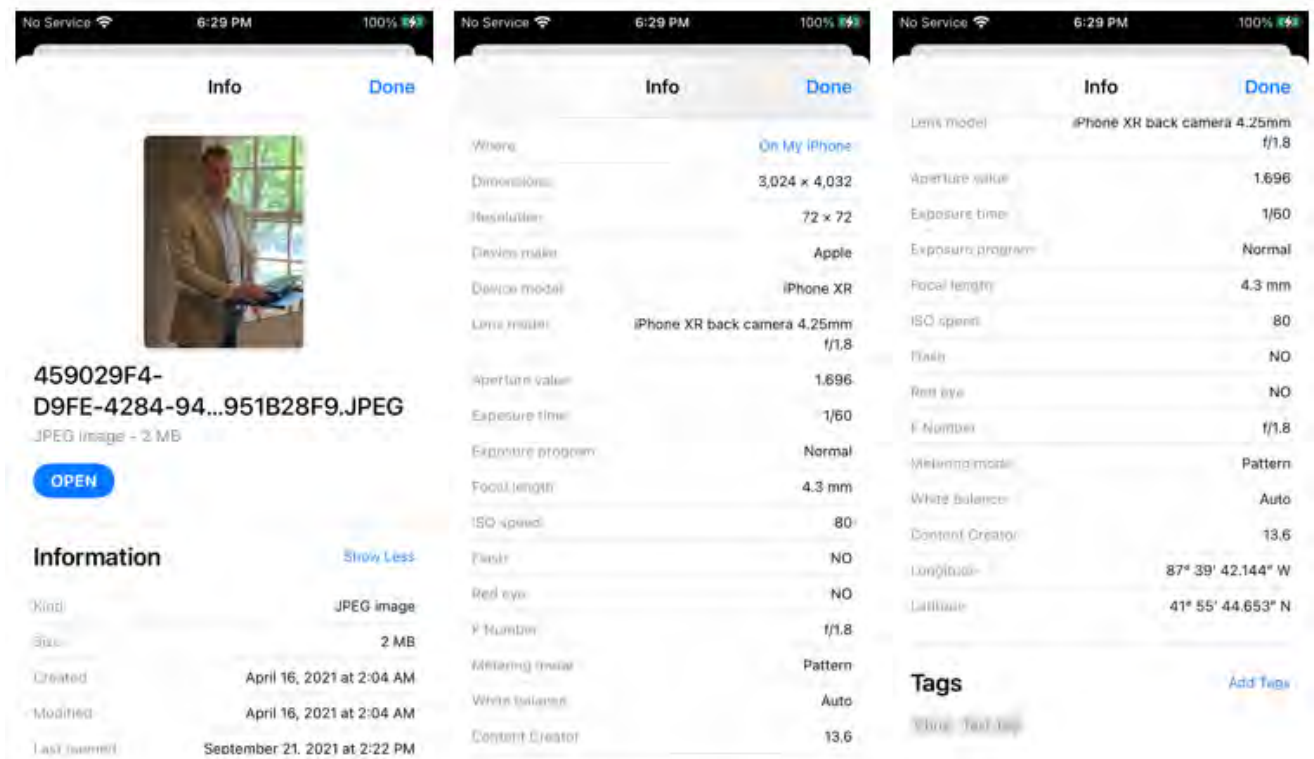 No Service 6:29 PM 100%
Info Done
459029F4-
D9FE-4284-94...951B28F9.JPEG
JPEG image - 2 MB
OPEN
Information Show Less
Kind JPEG image
Size 2 MB
Created April 16, 2021 at 2:04 AM
Modified April 16, 2021 at 2:04 AM
Last opened September 21, 2021 at 2:22 PM
No Service 6:29 PM 100%
Info Done
Where On My iPhone
Dimensions 3,024 × 4,032
Resolution 72 × 72
Device make Apple
Device model iPhone XR
Lens model iPhone XR back camera 4.25mm
f/1.8
Aperture value 1.696
Exposure time 1/60
Exposure program Normal
Focal length 4.3 mm
ISO speed 80
Flash NO
Red eye NO
F Number f/1.8
Metering mode Pattern
White balance Auto
Content Creator 13.6
No Service 6:29 PM 100%
Info Done
Lens model iPhone XR back camera 4.25mm
f/1.8
Aperture value 1.696
Exposure time 1/60
Exposure program Normal
Focal length 4.3 mm
ISO speed 80
Flash NO
Red eye NO
F Number f/1.8
Metering mode Pattern
White balance Auto
Content Creator 13.6
Longitude 87° 39' 42.144" W
Latitude 41° 55' 44.653" N
Tags Add Tags